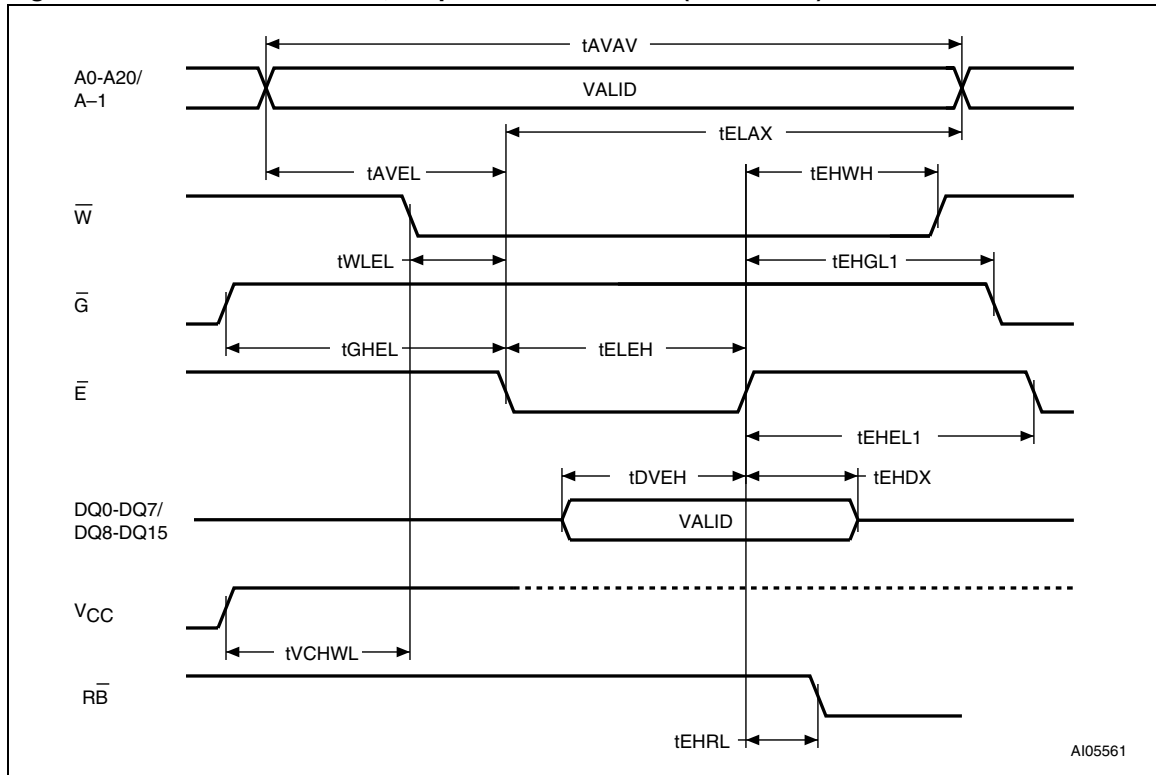 tAVAV
A0-A20/
A–1
VALID
tELAX
tAVEL
tEHWH
W̅
tWLEL
tEHGL1
G̅
tGHEL
tELEH
E̅
tEHEL1
tDVEH
tEHDX
DQ0-DQ7/
DQ8-DQ15
VALID
VCC
tVCHWL
RB̅
tEHRL
AI05561